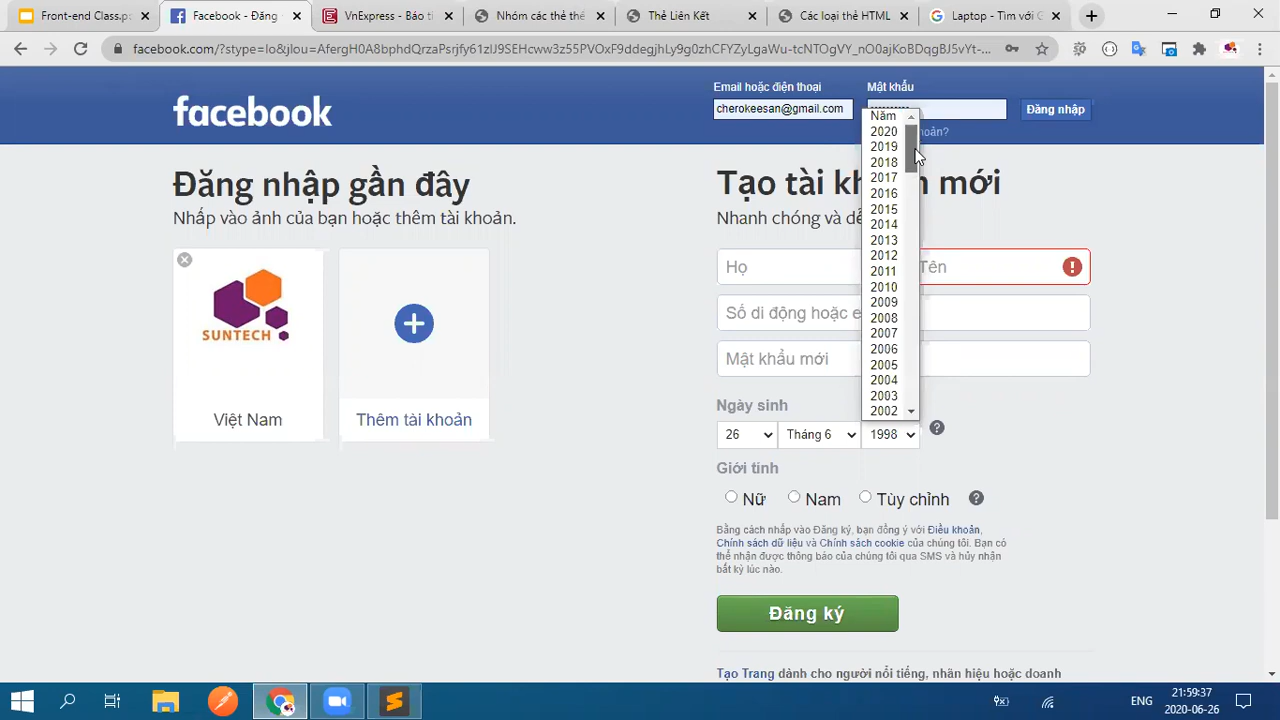 Front-end Class.px
Facebook - Đăng
VnExpress - Báo ti
Nhóm các thẻ thẻ
Thẻ Liên Kết
Các loại thẻ HTML
Laptop - Tìm với G
facebook.com/?stype=lo&jlou=AfergH0A8bphdQrzaPsrjfy61zIJ9SEHcww3z55PVOxF9ddegjhLy9g0zhCFYZyLgaWu-tcNTOgVY_nO0ajKoBDqgBJ5vYt-...
Email hoặc điện thoại
Mật khẩu
facebook
cherokeesan@gmail.com
Đăng nhập
oản?
Năm
2020
2019
2018
2017
2016
2015
2014
2013
2012
2011
2010
2009
2008
2007
2006
2005
2004
2003
2002
Đăng nhập gần đây
Nhấp vào ảnh của bạn hoặc thêm tài khoản.
SUNTECH
Việt Nam
Thêm tài khoản
Tạo tài kh n mới
Nhanh chóng và dễ
Họ
Tên
Số di động hoặc e
Mật khẩu mới
Ngày sinh
26
Tháng 6
1998
Giới tính
Nữ
Nam
Tùy chỉnh
Bằng cách nhấp vào Đăng ký, bạn đồng ý với Điều khoản,
Chính sách dữ liệu và Chính sách cookie của chúng tôi. Bạn có
thể nhận được thông báo của chúng tôi qua SMS và hủy nhận
bất kỳ lúc nào.
Đăng ký
Tạo Trang dành cho người nổi tiếng, nhãn hiệu hoặc doanh
ENG
21:59:37
2020-06-26